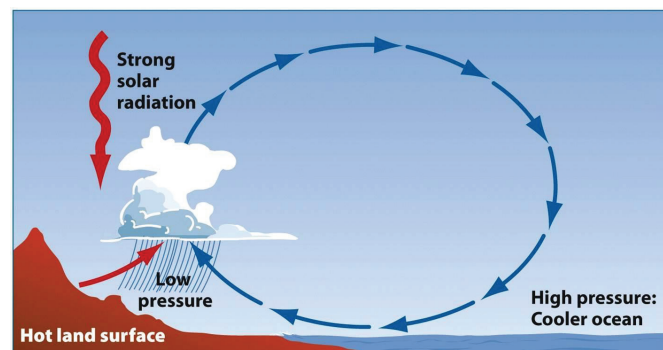 Strong
solar
radiation
Low
pressure
High pressure:
Cooler ocean
Hot land surface